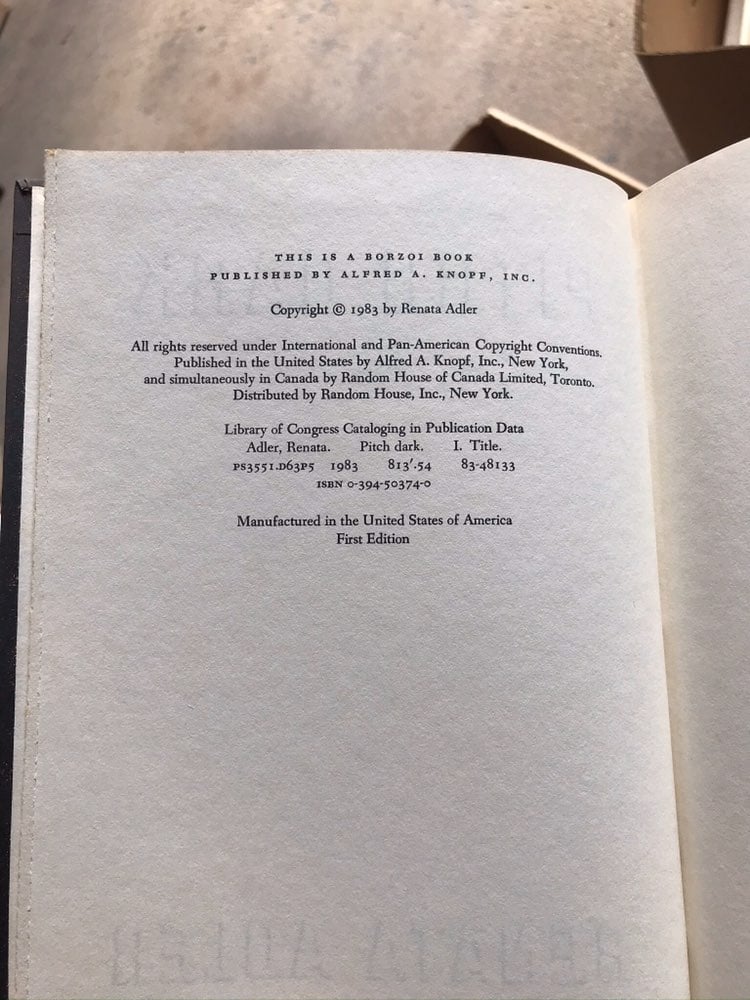 THIS IS A BORZOI BOOK
PUBLISHED BY ALFRED A. KNOPF, INC.
Copyright © 1983 by Renata Adler
All rights reserved under International and Pan-American Copyright Conventions.
Published in the United States by Alfred A. Knopf, Inc., New York,
and simultaneously in Canada by Random House of Canada Limited, Toronto.
Distributed by Random House, Inc., New York.
Library of Congress Cataloging in Publication Data
Adler, Renata. Pitch dark. I. Title.
PS3551.D63P5 1983 813'.54 83-48133
ISBN 0-394-50374-0
Manufactured in the United States of America
First Edition
RENATA ADLER